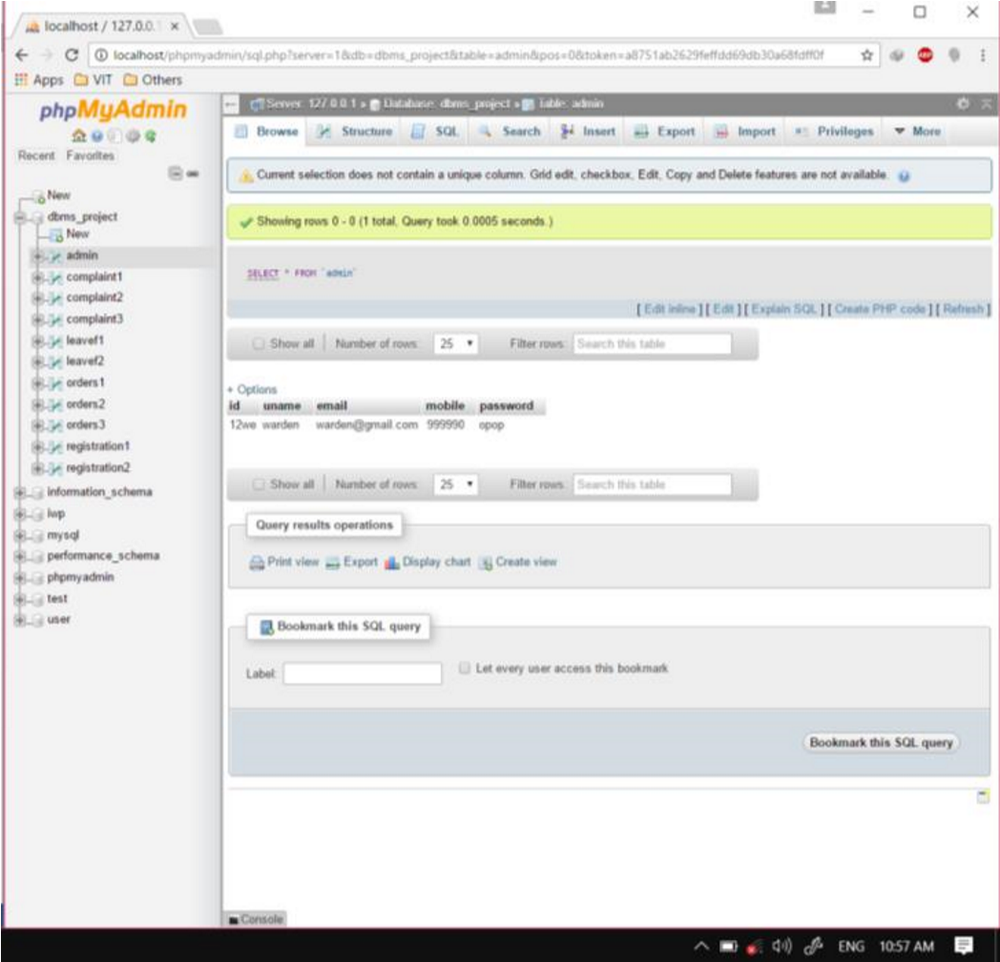 localhost / 127.0.0.1
localhost/phpmyadmin/sql.php?server=1&db=dbms_project&table=admin&pos=0&token=a8751ab2629feffdd69db30a68fdff0f
Apps VIT Others
phpMyAdmin
Recent Favorites
New
dbms_project
New
admin
complaint1
complaint2
complaint3
leavef1
leavef2
orders1
orders2
orders3
registration1
registration2
information_schema
lwp
mysql
performance_schema
phpmyadmin
test
user
Server: 127.0.0.1 » Database: dbms_project » Table: admin
Browse Structure SQL Search Insert Export Import Privileges More
Current selection does not contain a unique column. Grid edit, checkbox, Edit, Copy and Delete features are not available.
Showing rows 0 - 0 (1 total, Query took 0.0005 seconds.)
SELECT * FROM `admin`
[ Edit inline ] [ Edit ] [ Explain SQL ] [ Create PHP code ] [ Refresh ]
Show all Number of rows: 25 Filter rows: Search this table
+ Options
id uname email mobile password
12we warden warden@gmail.com 999990 opop
Show all Number of rows: 25 Filter rows: Search this table
Query results operations
Print view Export Display chart Create view
Bookmark this SQL query
Label: Let every user access this bookmark
Bookmark this SQL query
Console
ENG 10:57 AM